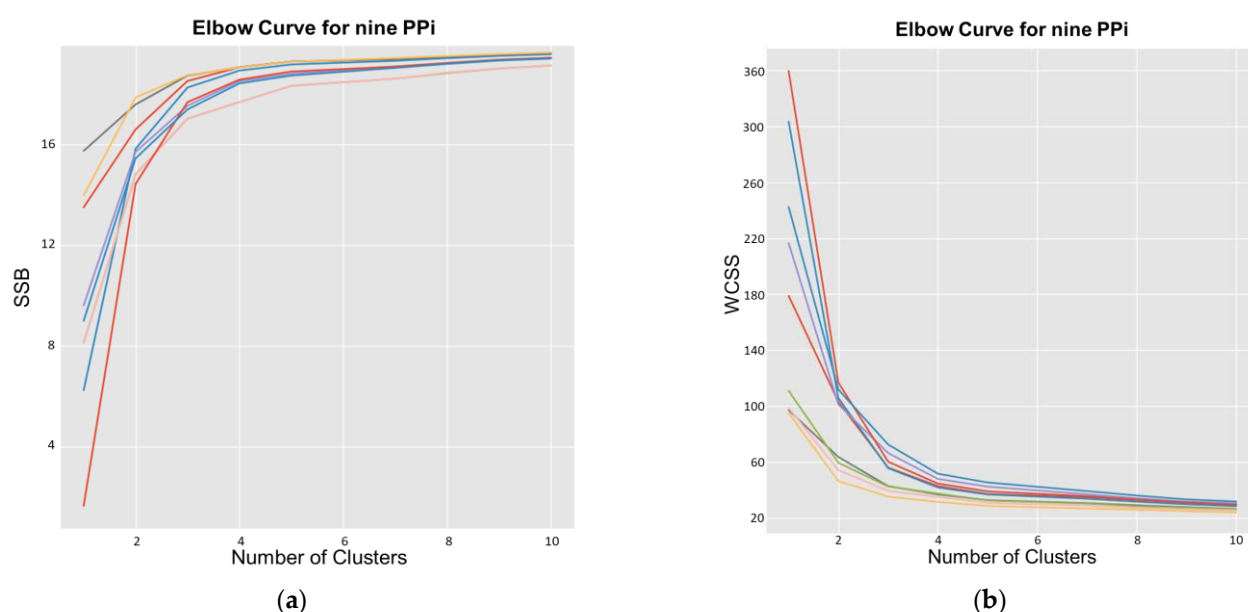 Elbow Curve for nine PPi
SSB
16
12
8
4
2
4
6
8
10
Number of Clusters
(a)
Elbow Curve for nine PPi
WCSS
360
300
260
220
180
140
100
60
20
2
4
6
8
10
Number of Clusters
(b)